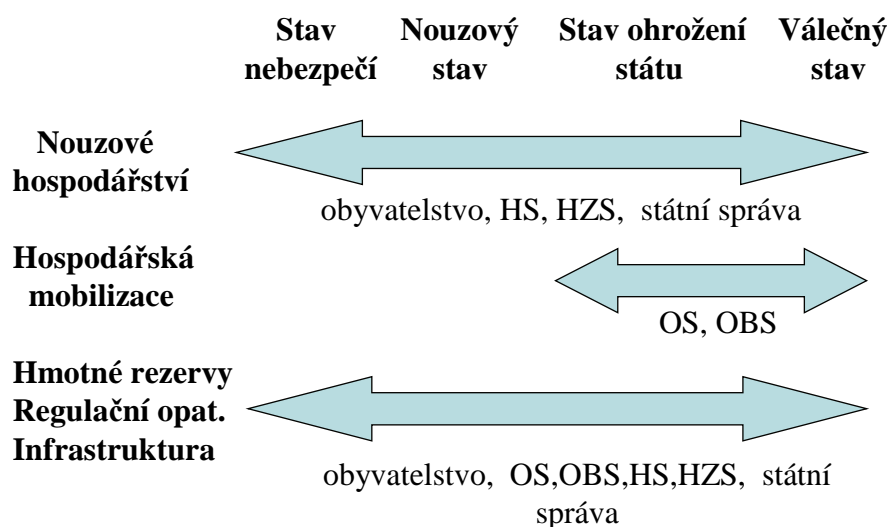 Stav nebezpečí
Nouzový stav
Stav ohrožení státu
Válečný stav
Nouzové
hospodářství
obyvatelstvo, HS, HZS, státní správa
Hospodářská
mobilizace
OS, OBS
Hmotné rezervy
Regulační opat.
Infrastruktura
obyvatelstvo, OS,OBS,HS,HZS, státní
správa